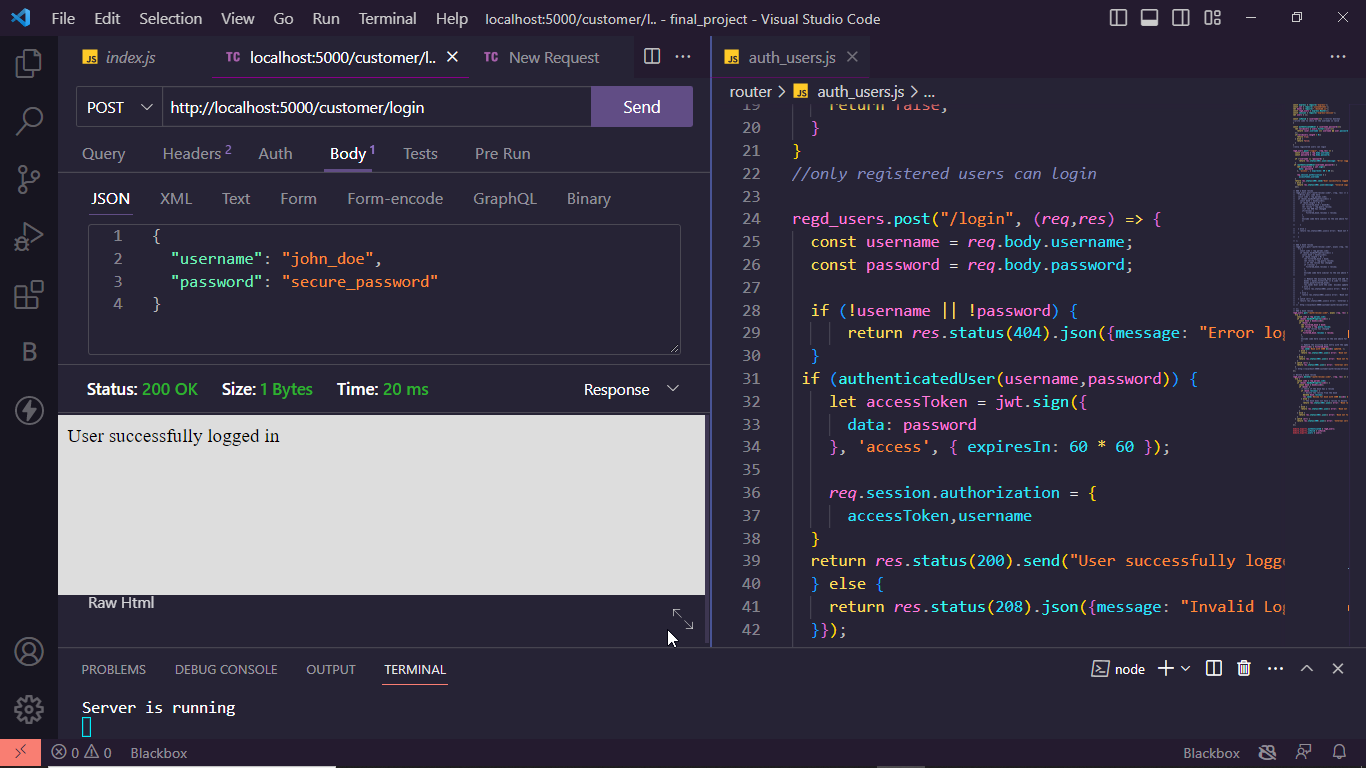 File Edit Selection View Go Run Terminal Help localhost:5000/customer/l.. - final_project - Visual Studio Code
JS index.js TC localhost:5000/customer/l.. TC New Request
POST http://localhost:5000/customer/login Send
Query Headers 2 Auth Body 1 Tests Pre Run
JSON XML Text Form Form-encode GraphQL Binary
1 {
2 "username": "john_doe",
3 "password": "secure_password"
4 }
Status: 200 OK Size: 1 Bytes Time: 20 ms Response
User successfully logged in
Raw Html
JS auth_users.js
router > JS auth_users.js > ...
19 return false,
20 }
21 }
22 //only registered users can login
23
24 regd_users.post("/login", (req,res) => {
25 const username = req.body.username;
26 const password = req.body.password;
27
28 if (!username || !password) {
29 return res.status(404).json({message: "Error log
30 }
31 if (authenticatedUser(username,password)) {
32 let accessToken = jwt.sign({
33 data: password
34 }, 'access', { expiresIn: 60 * 60 });
35
36 req.session.authorization = {
37 accessToken,username
38 }
39 return res.status(200).send("User successfully logge
40 } else {
41 return res.status(208).json({message: "Invalid Log
42 }});
PROBLEMS DEBUG CONSOLE OUTPUT TERMINAL node
Server is running
0 0 Blackbox Blackbox